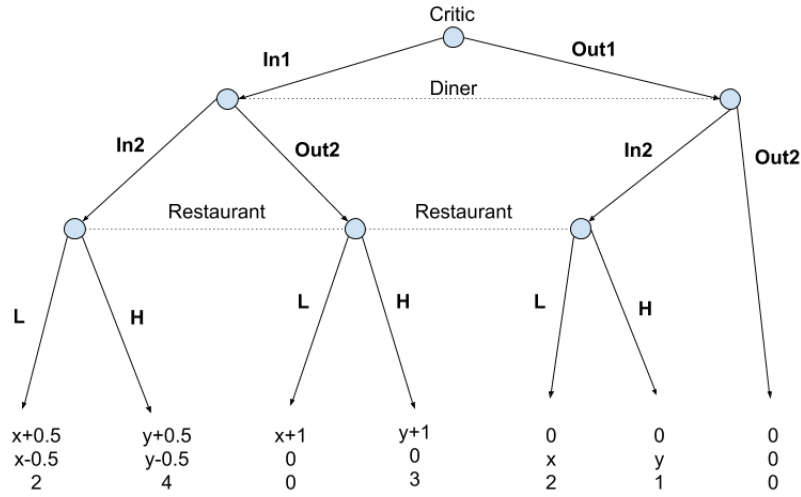 Critic
In1
Out1
Diner
In2
Out2
In2
Out2
Restaurant
Restaurant
L
H
L
H
L
H
x+0.5 y+0.5 x+1 y+1 0 0 0
x-0.5 y-0.5 0 0 x y 0
2 4 0 3 2 1 0